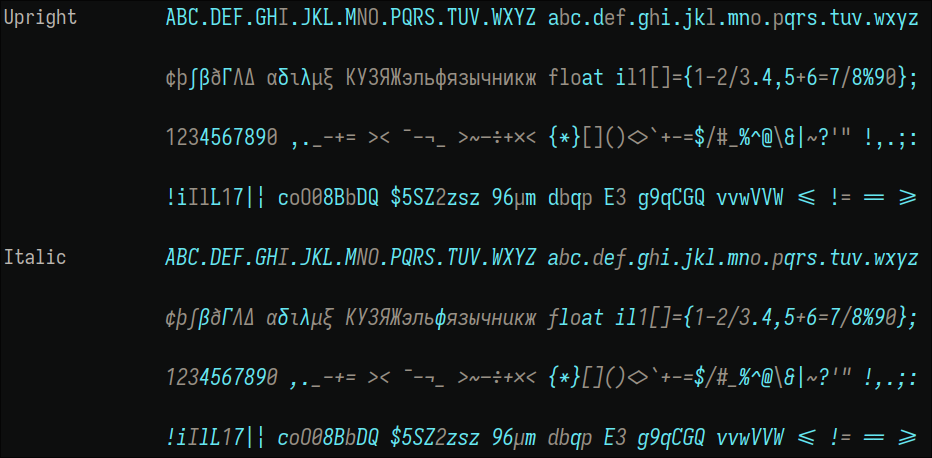 Upright ABC.DEF.GHI.JKL.MNO.PQRS.TUV.WXYZ abc.def.ghi.jkl.mno.pqrs.tuv.wxyz
¢þʃβðΓΛΔ αδιλμξ КУЗЯЖэльфязычникж float il1[]={1-2/3.4,5+6=7/8%90};
1234567890 ,._-+= >< ¯-¬_ >~–÷+×< {*}[]()<>`+-=$/#_%^@\&|~?'" !,.;:
!iIlL17|¦ coO08BbDQ $5SZ2zsz 96µm dbqp E3 g9qCGQ vvwVVW ⩽ != == ⩾
Italic ABC.DEF.GHI.JKL.MNO.PQRS.TUV.WXYZ abc.def.ghi.jkl.mno.pqrs.tuv.wxyz
¢þʃβðΓΛΔ αδιλμξ КУЗЯЖэльфязычникж float il1[]={1-2/3.4,5+6=7/8%90};
1234567890 ,._-+= >< ¯-¬_ >~–÷+×< {*}[]()<>`+-=$/#_%^@\&|~?'" !,.;:
!iIlL17|¦ coO08BbDQ $5SZ2zsz 96µm dbqp E3 g9qCGQ vvwVVW ⩽ != == ⩾